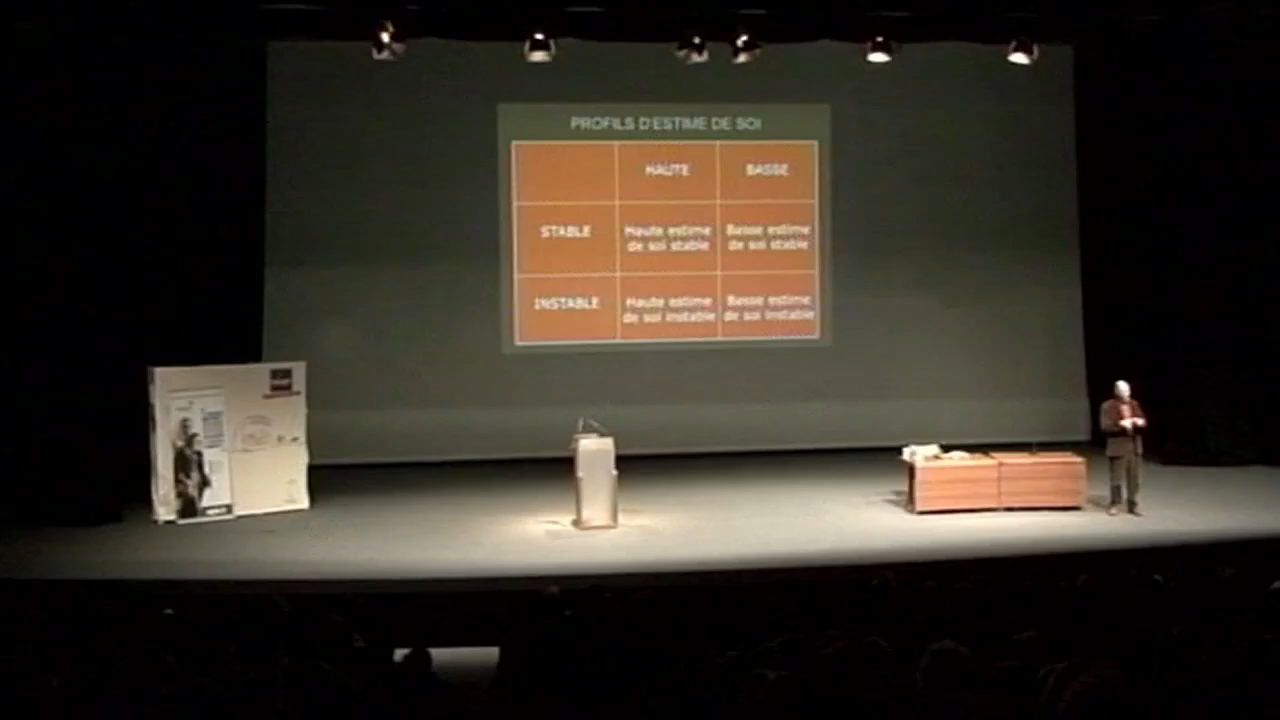 PROFILS D'ESTIME DE SOI
HAUTE
BASSE
STABLE
Haute estime
de soi stable
Basse estime
de soi stable
INSTABLE
Haute estime
de soi instable
Basse estime
de soi instable